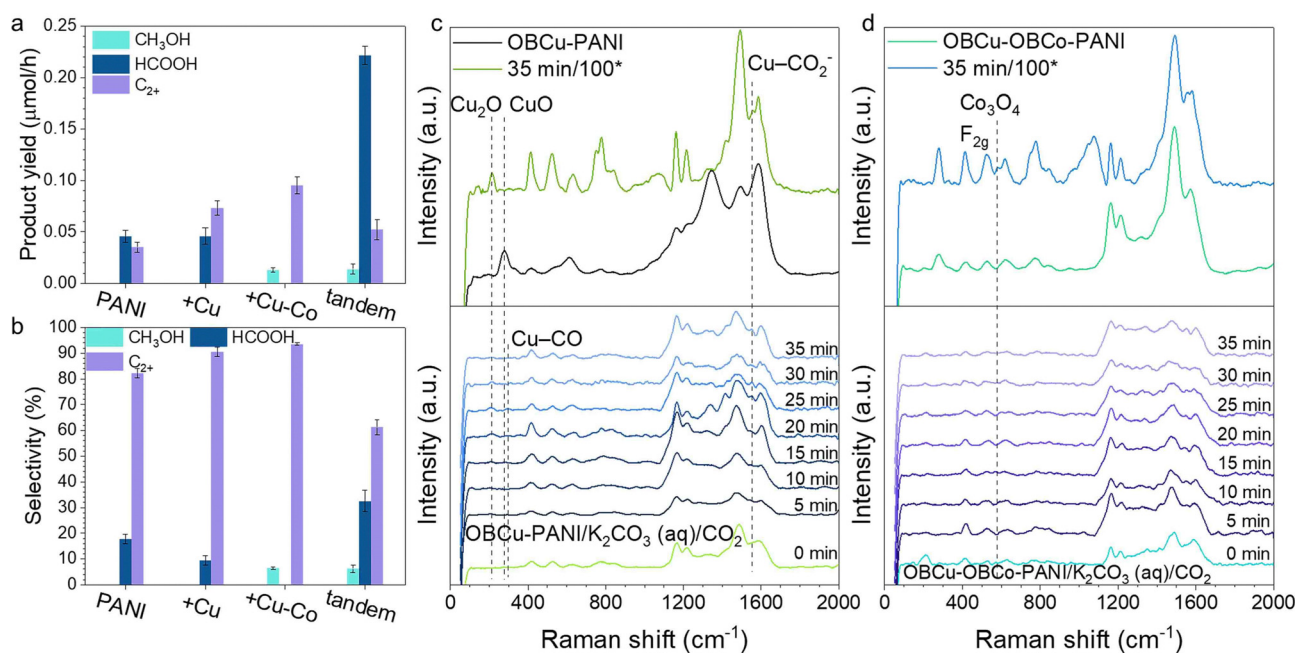 a
Product yield (μmol/h)
0.25
0.20
0.15
0.10
0.05
0.00
CH₃OH
HCOOH
C₂₊
PANI
+Cu
+Cu-Co
tandem
b
Selectivity (%)
100
90
80
70
60
50
40
30
20
10
0
CH₃OH
HCOOH
C₂₊
PANI
+Cu
+Cu-Co
tandem
c
Intensity (a.u.)
OBCu-PANI
35 min/100*
Cu–CO₂⁻
Cu₂O
CuO
Intensity (a.u.)
Cu–CO
35 min
30 min
25 min
20 min
15 min
10 min
5 min
OBCu-PANI/K₂CO₃ (aq)/CO₂
0 min
0
400
800
1200
1600
2000
Raman shift (cm⁻¹)
d
Intensity (a.u.)
OBCu-OBCo-PANI
35 min/100*
Co₃O₄
F₂g
Intensity (a.u.)
35 min
30 min
25 min
20 min
15 min
10 min
5 min
0 min
OBCu-OBCo-PANI/K₂CO₃ (aq)/CO₂
0
400
800
1200
1600
2000
Raman shift (cm⁻¹)